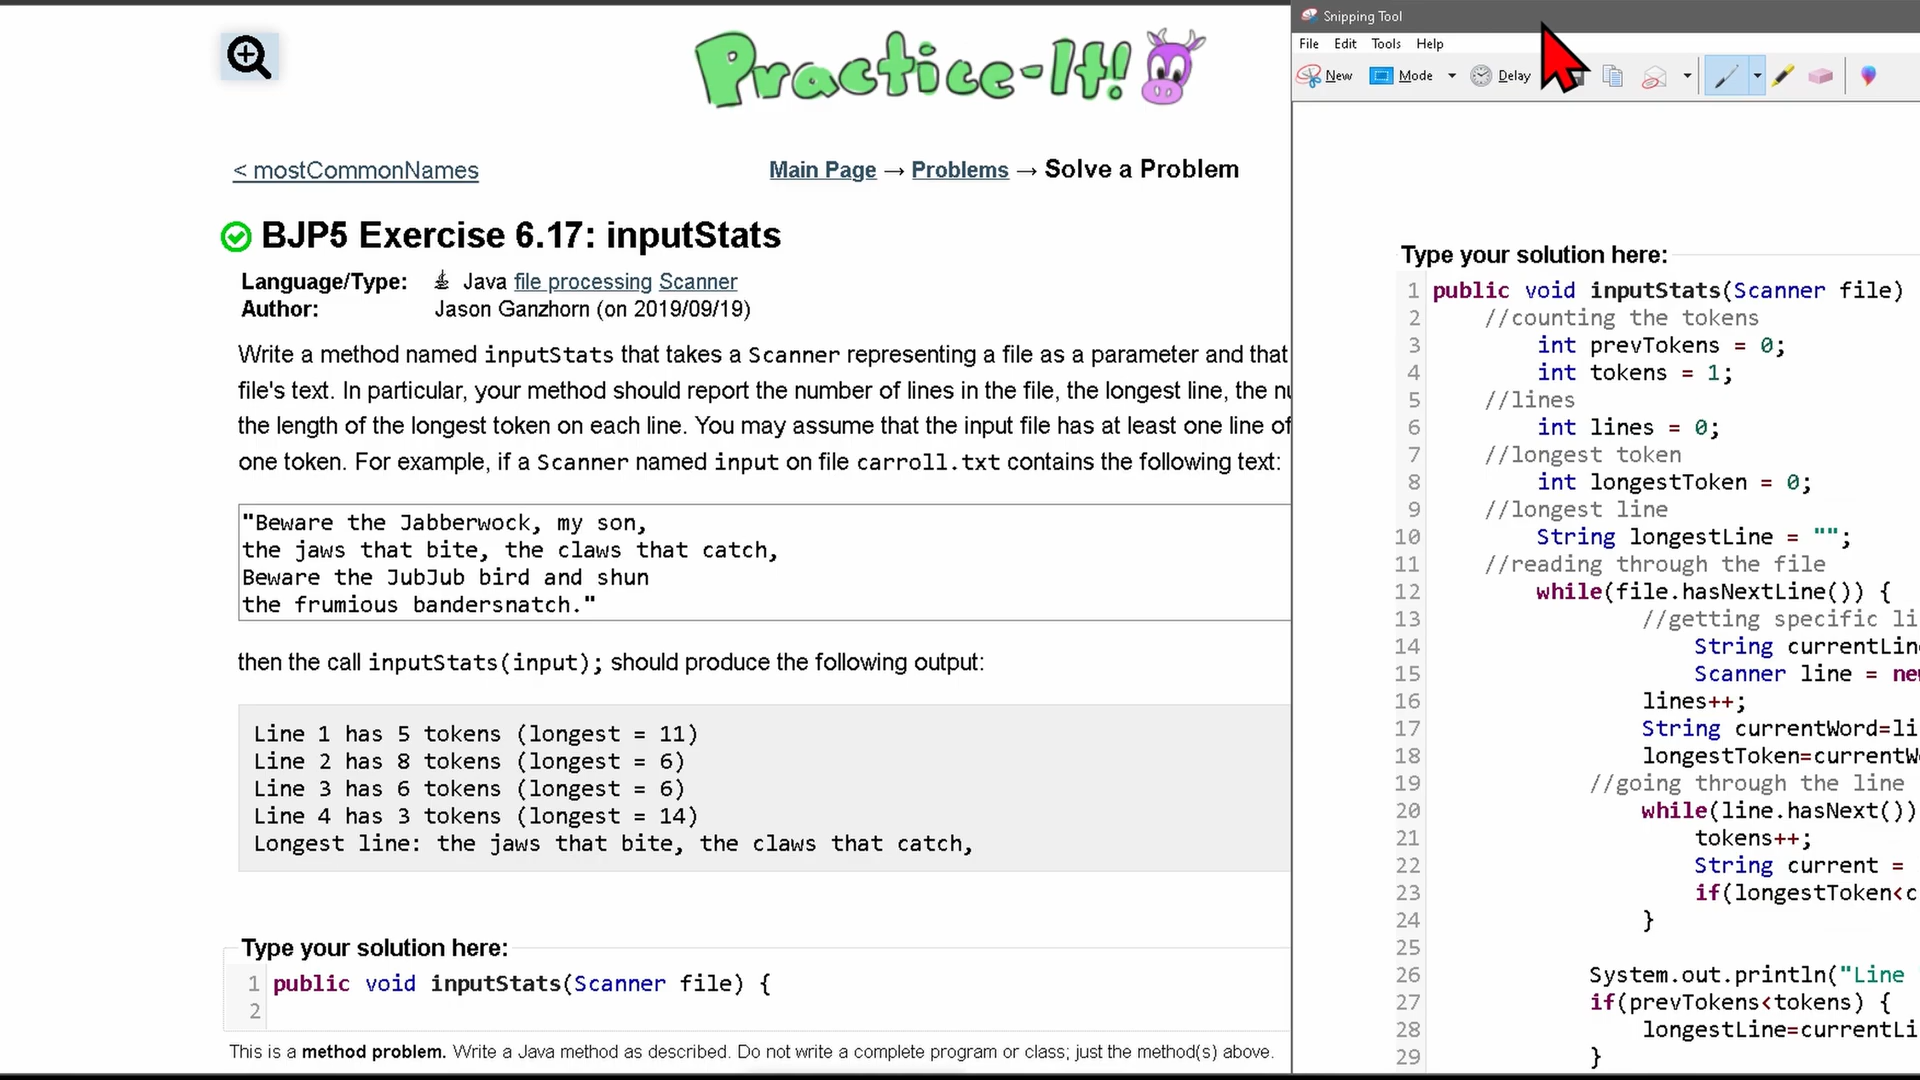 Practice-It!
< mostCommonNames
Main Page → Problems → Solve a Problem
BJP5 Exercise 6.17: inputStats
Language/Type: Java file processing Scanner
Author: Jason Ganzhorn (on 2019/09/19)
Write a method named inputStats that takes a Scanner representing a file as a parameter and that
file's text. In particular, your method should report the number of lines in the file, the longest line, the nu
the length of the longest token on each line. You may assume that the input file has at least one line of
one token. For example, if a Scanner named input on file carroll.txt contains the following text:
"Beware the Jabberwock, my son,
the jaws that bite, the claws that catch,
Beware the JubJub bird and shun
the frumious bandersnatch."
then the call inputStats(input); should produce the following output:
Line 1 has 5 tokens (longest = 11)
Line 2 has 8 tokens (longest = 6)
Line 3 has 6 tokens (longest = 6)
Line 4 has 3 tokens (longest = 14)
Longest line: the jaws that bite, the claws that catch,
Type your solution here:
1 public void inputStats(Scanner file) {
2
This is a method problem. Write a Java method as described. Do not write a complete program or class; just the method(s) above.
Snipping Tool
File Edit Tools Help
New Mode Delay
Type your solution here:
1 public void inputStats(Scanner file)
2 //counting the tokens
3 int prevTokens = 0;
4 int tokens = 1;
5 //lines
6 int lines = 0;
7 //longest token
8 int longestToken = 0;
9 //longest line
10 String longestLine = "";
11 //reading through the file
12 while(file.hasNextLine()) {
13 //getting specific li
14 String currentLin
15 Scanner line = new
16 lines++;
17 String currentWord=li
18 longestToken=currentW
19 //going through the line
20 while(line.hasNext())
21 tokens++;
22 String current =
23 if(longestToken<c
24 }
25
26 System.out.println("Line
27 if(prevTokens<tokens) {
28 longestLine=currentLi
29 }